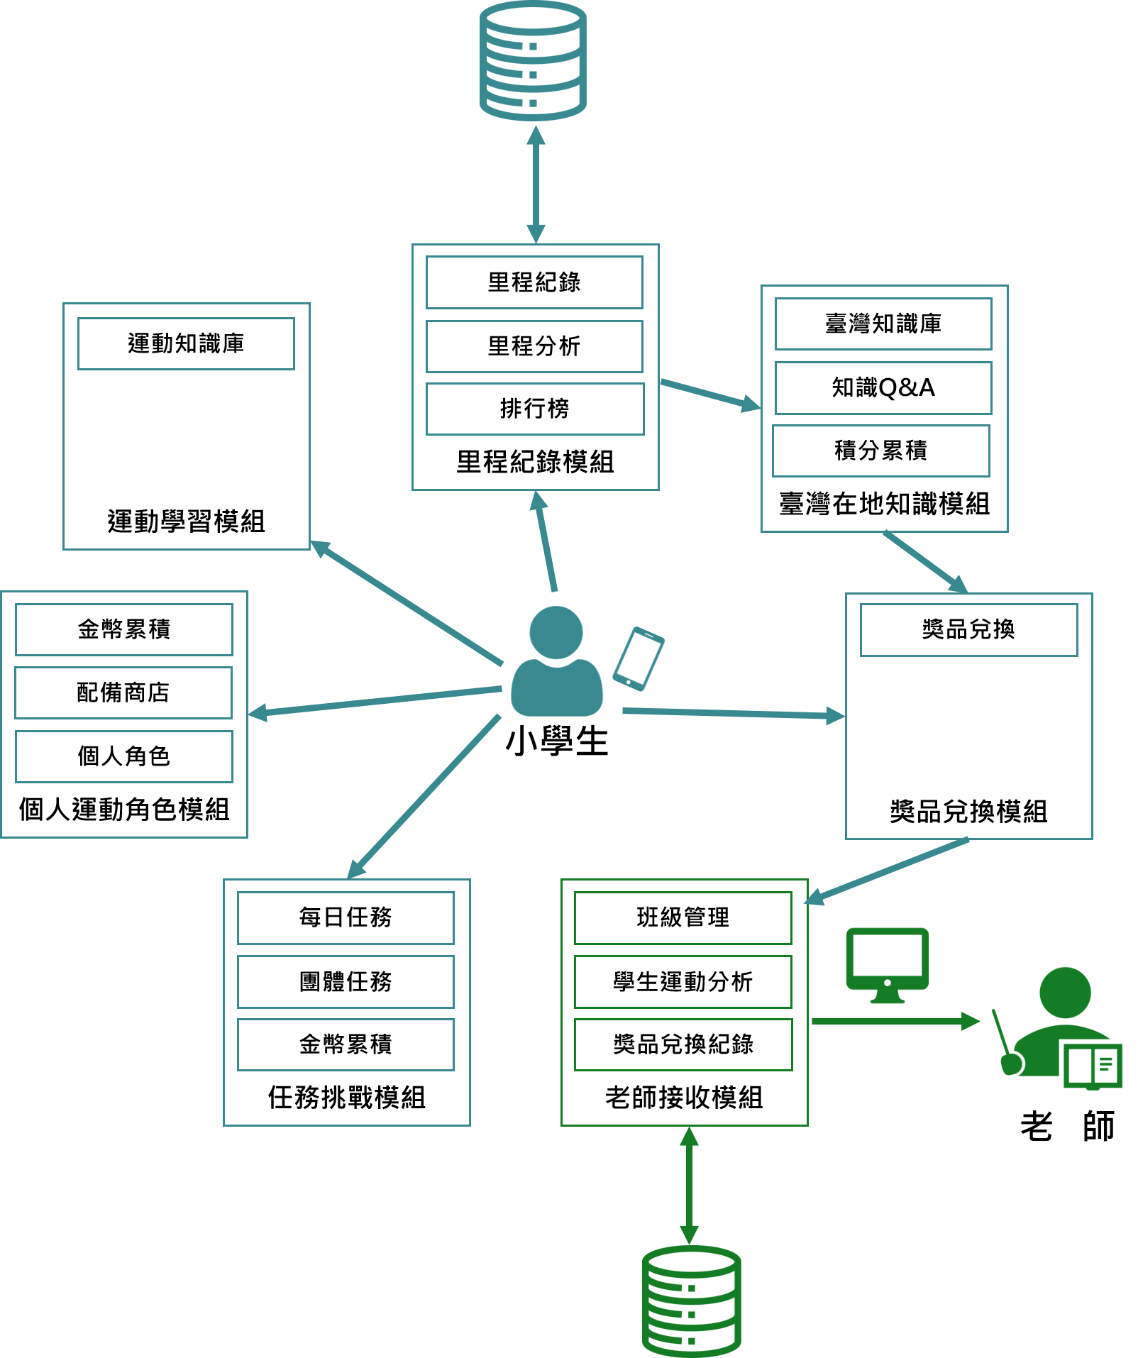 里程紀錄
里程分析
排行榜
里程紀錄模組
臺灣知識庫
知識Q&A
積分累積
臺灣在地知識模組
運動知識庫
運動學習模組
金幣累積
配備商店
個人角色
個人運動角色模組
小學生
獎品兌換
獎品兌換模組
每日任務
團體任務
金幣累積
任務挑戰模組
班級管理
學生運動分析
獎品兌換紀錄
老師接收模組
老 師